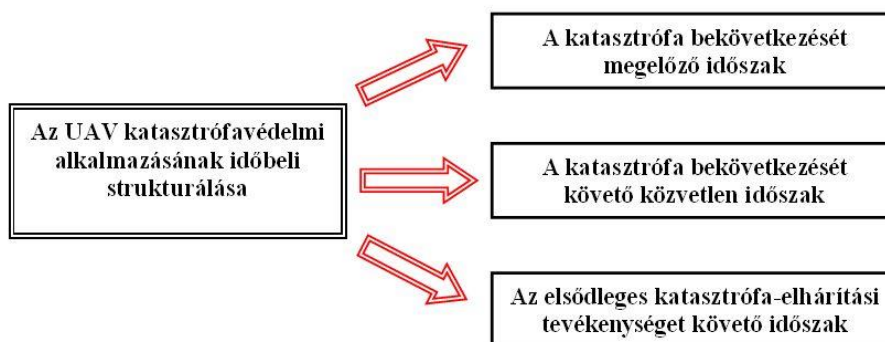 Az UAV katasztrófavédelmi
alkalmazásának időbeli
strukturálása
A katasztrófa bekövetkezését
megelőző időszak
A katasztrófa bekövetkezését
követő közvetlen időszak
Az elsődleges katasztrófa-elhárítási
tevékenységet követő időszak